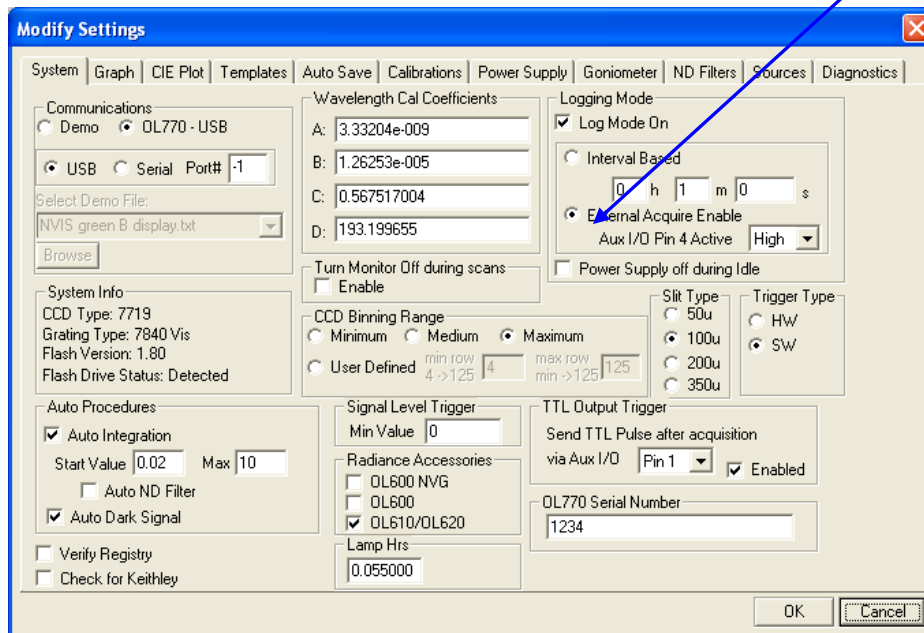 Modify Settings
System Graph CIE Plot Templates Auto Save Calibrations Power Supply Goniometer ND Filters Sources Diagnostics
Communications
Demo OL770 - USB
USB Serial Port# -1
Select Demo File:
NVIS green B display.txt
Browse
System Info
CCD Type: 7719
Grating Type: 7840 Vis
Flash Version: 1.80
Flash Drive Status: Detected
Auto Procedures
Auto Integration
Start Value 0.02 Max 10
Auto ND Filter
Auto Dark Signal
Verify Registry
Check for Keithley
Wavelength Cal Coefficients
A: 3.33204e-009
B: 1.26253e-005
C: 0.567517004
D: 193.199655
Turn Monitor Off during scans
Enable
CCD Binning Range
Minimum Medium Maximum
User Defined min row 4 ->125 4 max row min ->125 125
Signal Level Trigger
Min Value 0
Radiance Accessories
OL600 NVG
OL600
OL610/OL620
Lamp Hrs
0.055000
Logging Mode
Log Mode On
Interval Based
0 h 1 m 0 s
External Acquire Enable
Aux I/O Pin 4 Active High
Power Supply off during Idle
Slit Type
50u
100u
200u
350u
Trigger Type
HW
SW
TTL Output Trigger
Send TTL Pulse after acquisition
via Aux I/O Pin 1 Enabled
OL770 Serial Number
1234
OK Cancel